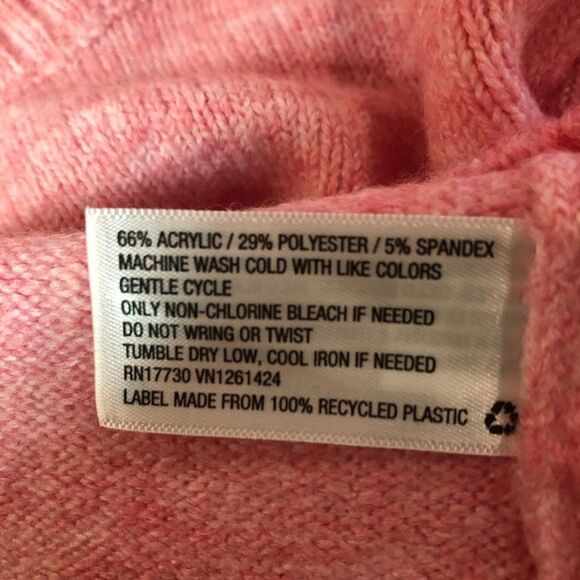 66% ACRYLIC / 29% POLYESTER / 5% SPANDEX
MACHINE WASH COLD WITH LIKE COLORS
GENTLE CYCLE
ONLY NON-CHLORINE BLEACH IF NEEDED
DO NOT WRING OR TWIST
TUMBLE DRY LOW, COOL IRON IF NEEDED
RN17730 VN1261424
LABEL MADE FROM 100% RECYCLED PLASTIC